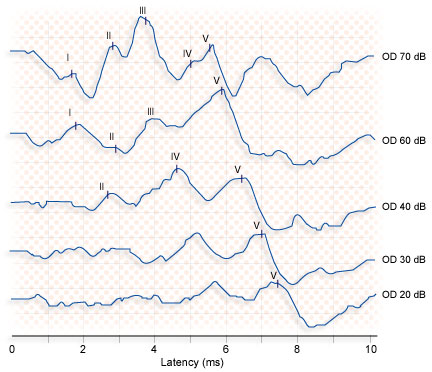 III
II
V
I
IV
OD 70 dB
V
I
III
II
OD 60 dB
IV
V
II
OD 40 dB
V
OD 30 dB
V
OD 20 dB
0 2 4 6 8 10
Latency (ms)